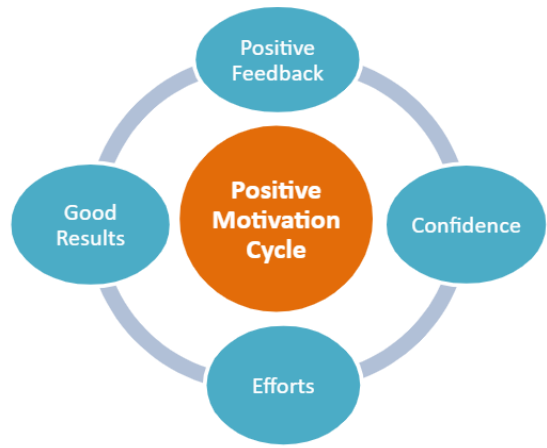 Positive
Feedback
Positive
Motivation
Cycle
Good
Results
Confidence
Efforts